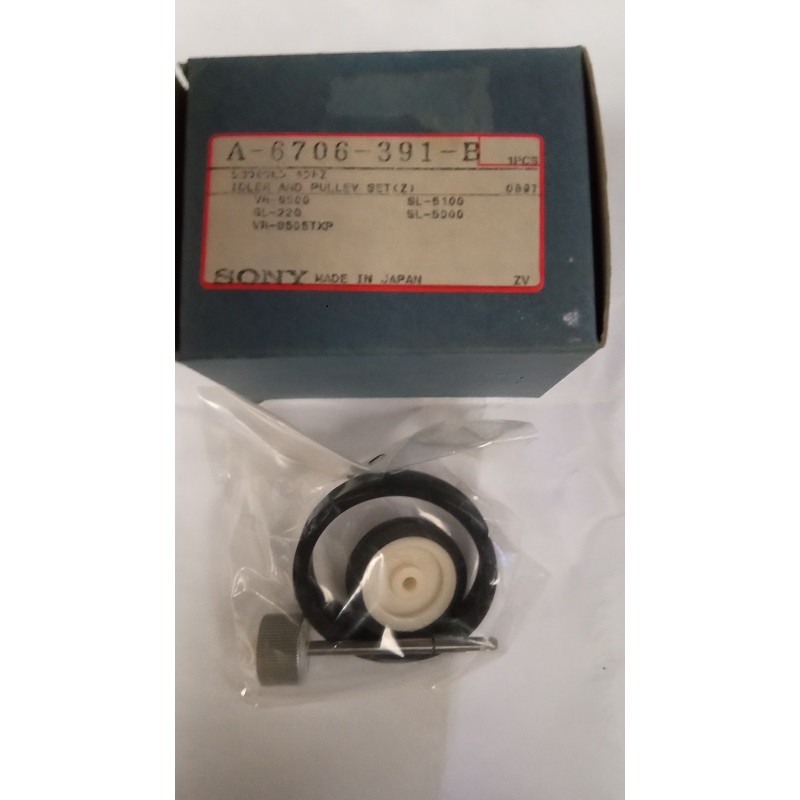 A-6706-391-B 1PCS
IDLER AND PULLEY SET(Z)
SL-5100
SL-220 SL-5000
SONY MADE IN JAPAN ZV